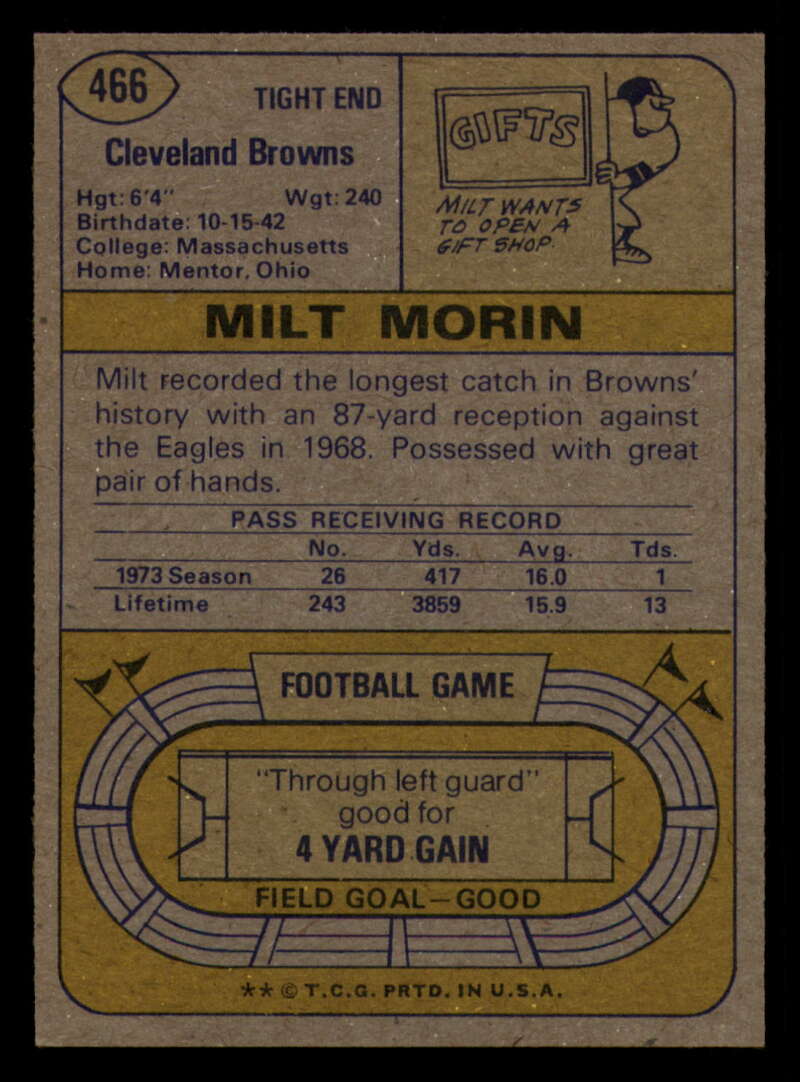 466
TIGHT END
Cleveland Browns
Hgt: 6'4" Wgt: 240
Birthdate: 10-15-42
College: Massachusetts
Home: Mentor, Ohio
GIFTS
MILT WANTS
TO OPEN A
GIFT SHOP.
MILT MORIN
Milt recorded the longest catch in Browns'
history with an 87-yard reception against
the Eagles in 1968. Possessed with great
pair of hands.
PASS RECEIVING RECORD
No. Yds. Avg. Tds.
1973 Season 26 417 16.0 1
Lifetime 243 3859 15.9 13
FOOTBALL GAME
"Through left guard"
good for
4 YARD GAIN
FIELD GOAL—GOOD
** © T.C.G. PRTD. IN U.S.A.